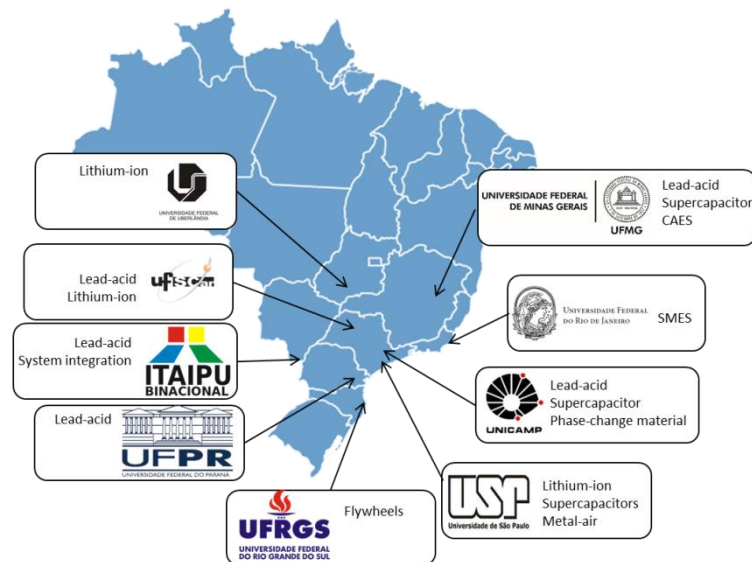 Lithium-ion
UNIVERSIDADE FEDERAL
DE UBERLÂNDIA
UNIVERSIDADE FEDERAL
DE MINAS GERAIS
UFMG
Lead-acid
Supercapacitor
CAES
Lead-acid
Lithium-ion
ufscar
UNIVERSIDADE FEDERAL
DO RIO DE JANEIRO
SMES
Lead-acid
System integration
ITAIPU
BINACIONAL
UNICAMP
Lead-acid
Supercapacitor
Phase-change material
Lead-acid
UFPR
UNIVERSIDADE FEDERAL DO PARANÁ
USP
Universidade de São Paulo
Lithium-ion
Supercapacitors
Metal-air
UFRGS
UNIVERSIDADE FEDERAL
DO RIO GRANDE DO SUL
Flywheels